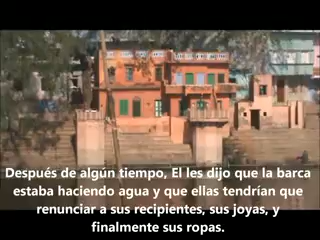 Después de algún tiempo, El les dijo que la barca
estaba haciendo agua y que ellas tendrían que
renunciar a sus recipientes, sus joyas, y
finalmente sus ropas.